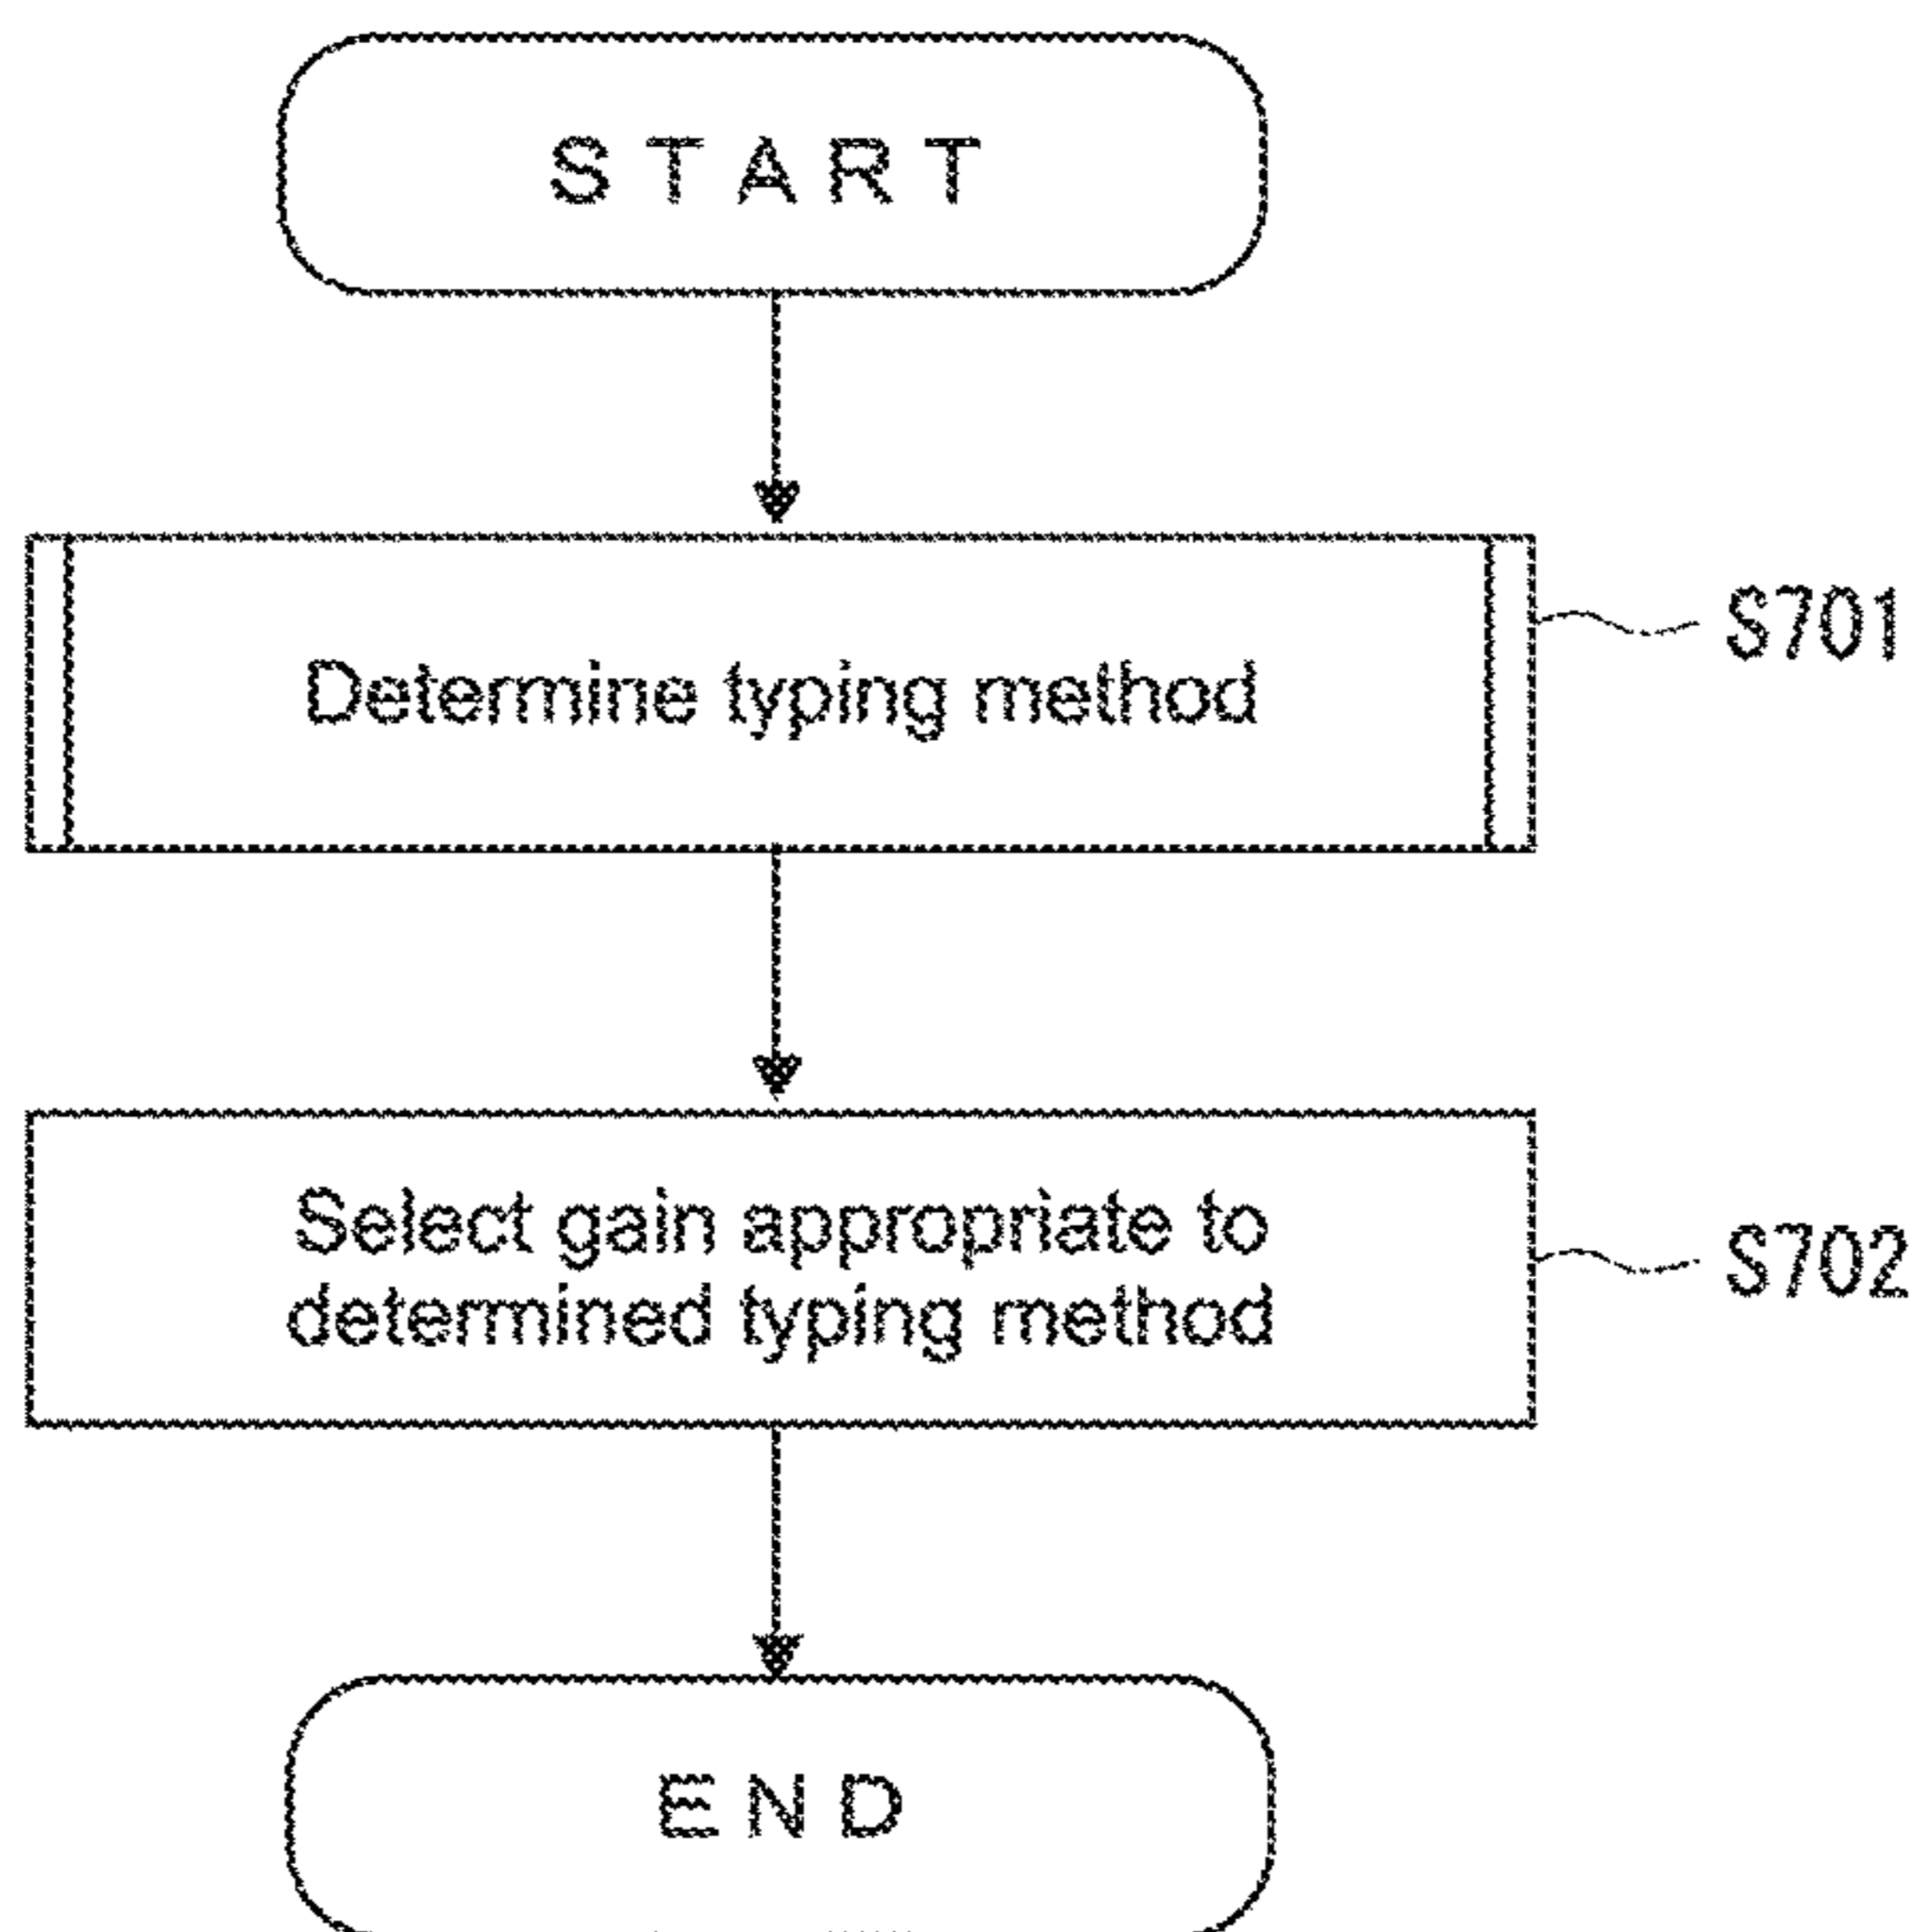 START
Determine typing method
S701
Select gain appropriate to
determined typing method
S702
END